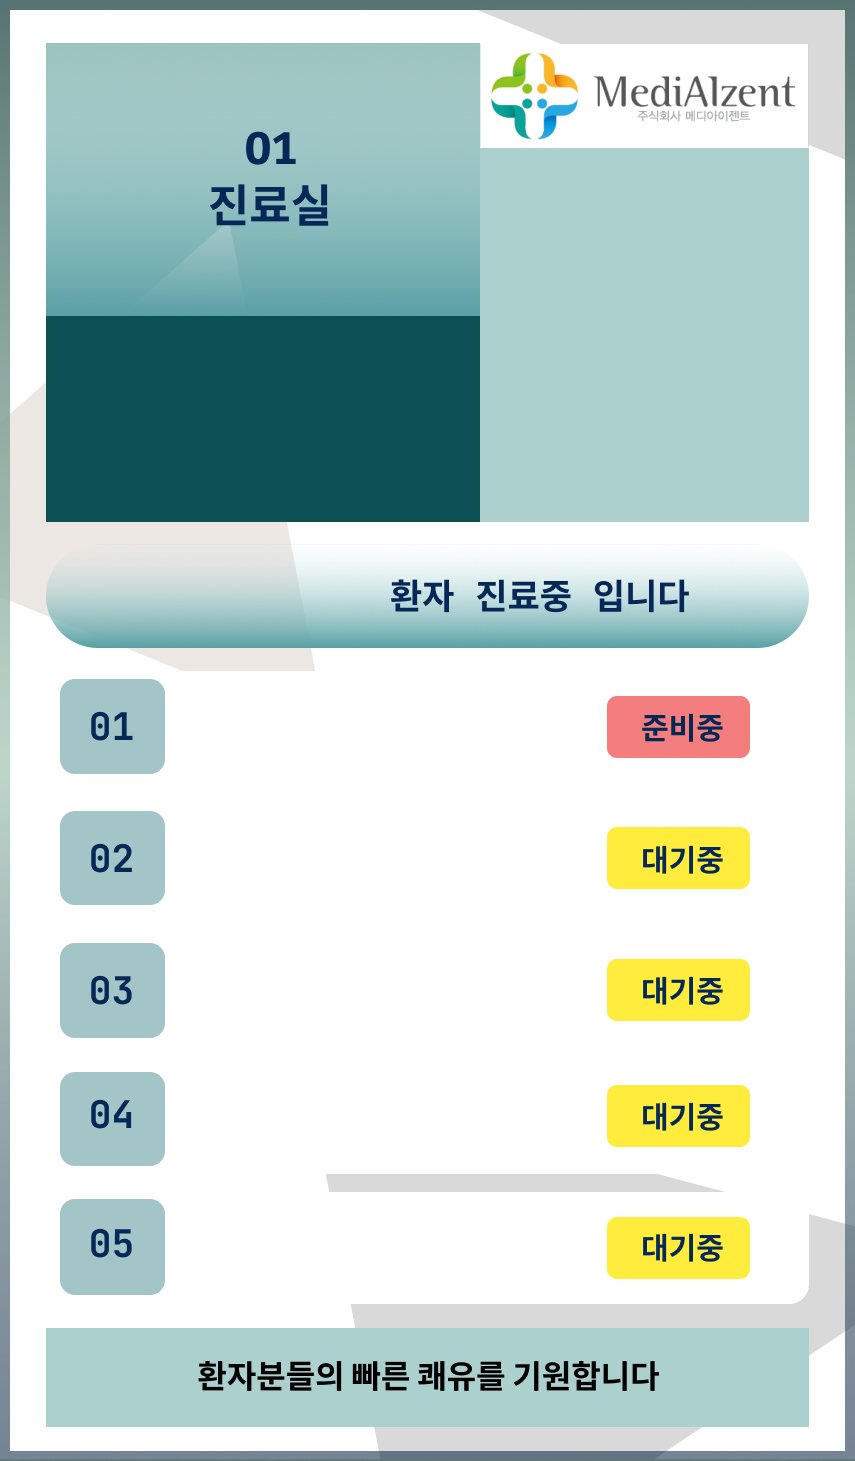 01
진료실
MediAIzent
주식회사 메디아이젠트
환자 진료중 입니다
01 준비중
02 대기중
03 대기중
04 대기중
05 대기중
환자분들의 빠른 쾌유를 기원합니다